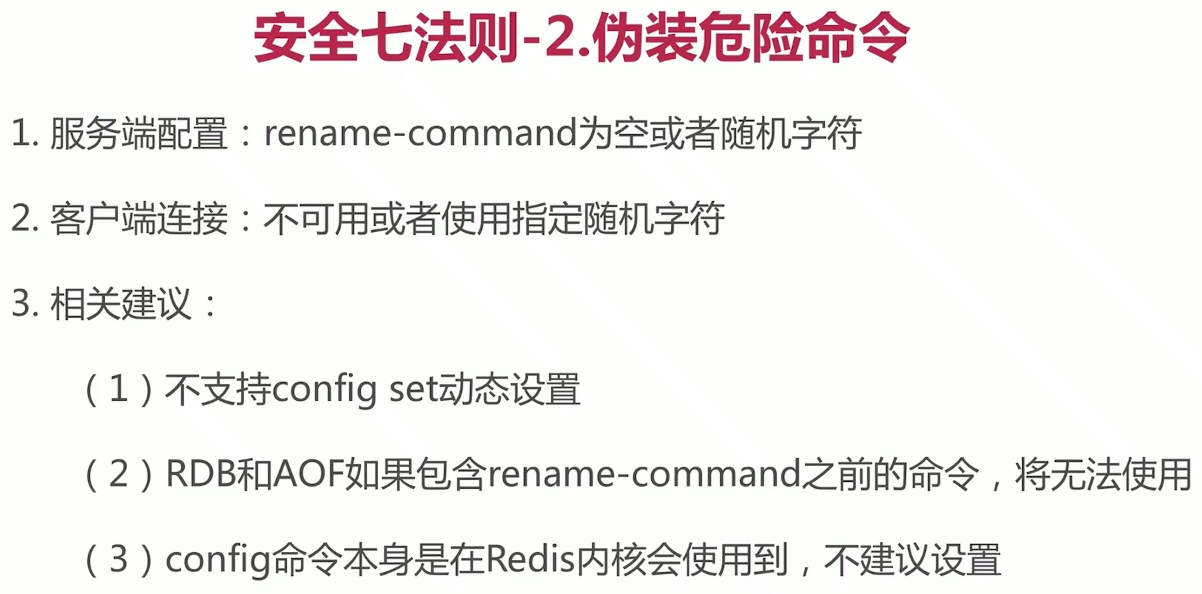 安全七法则-2.伪装危险命令
1. 服务端配置：rename-command为空或者随机字符
2. 客户端连接：不可用或者使用指定随机字符
3. 相关建议：
（1）不支持config set动态设置
（2）RDB和AOF如果包含rename-command之前的命令，将无法使用
（3）config命令本身是在Redis内核会使用到，不建议设置